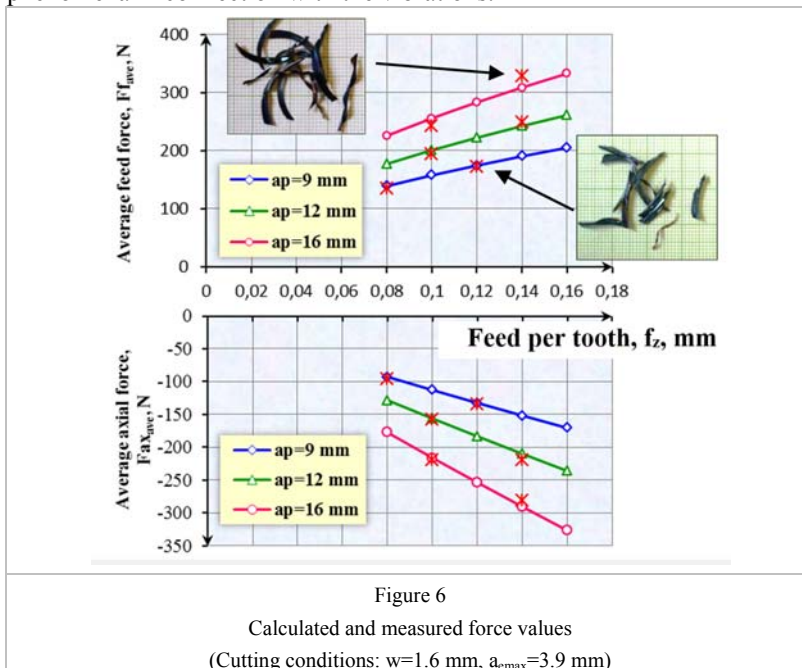 400
300
200
100
0
Average feed force, Ff_ave, N
ap=9 mm
ap=12 mm
ap=16 mm
0 0,02 0,04 0,06 0,08 0,1 0,12 0,14 0,16 0,18
Feed per tooth, f_z, mm
0
-50
-100
-150
-200
-250
-300
-350
Average axial force,
Fax_ave, N
ap=9 mm
ap=12 mm
ap=16 mm
Figure 6
Calculated and measured force values
(Cutting conditions: w=1.6 mm, a_emax=3.9 mm)